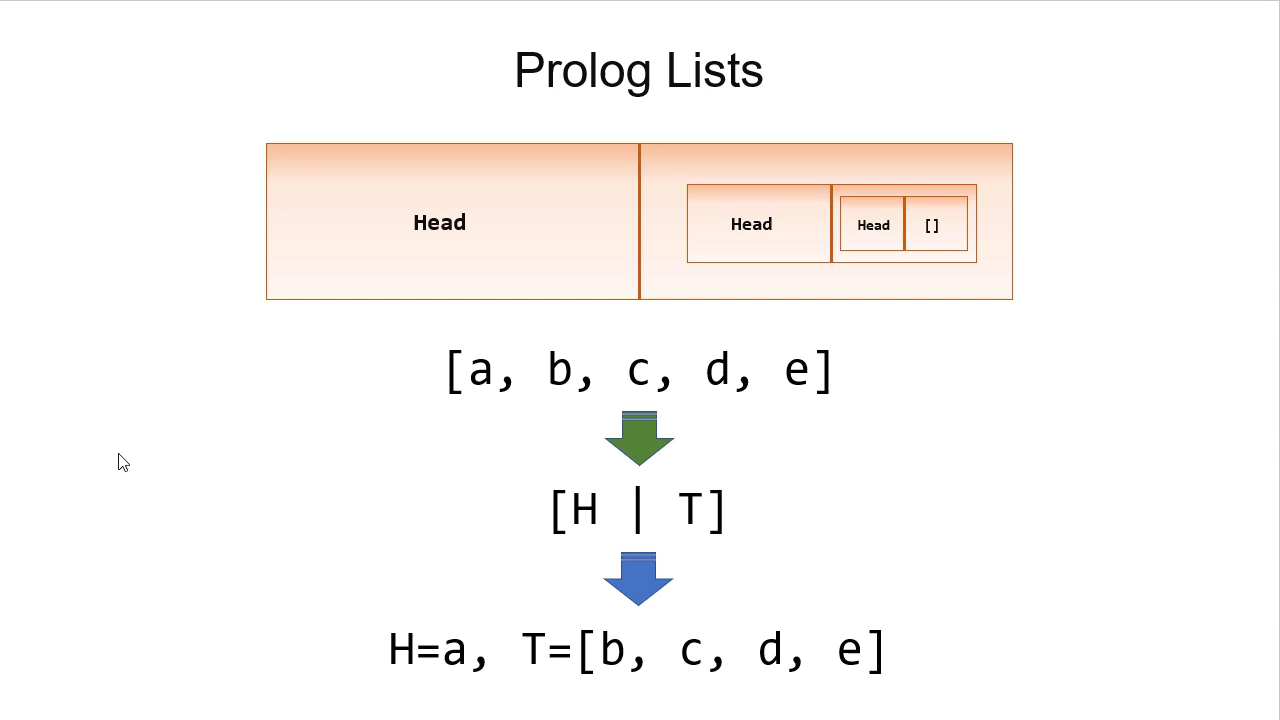 Prolog Lists
Head
Head
Head
[]
[a, b, c, d, e]
[H | T]
H=a, T=[b, c, d, e]